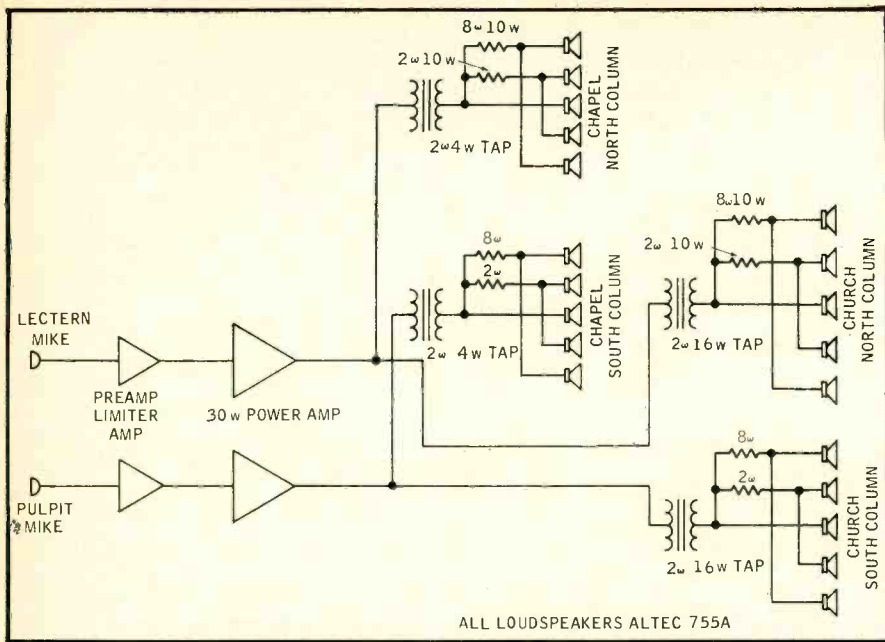 8ω 10w
2ω 10w
2ω 4w TAP
CHAPEL
NORTH COLUMN
8ω
2ω
2ω 4w TAP
CHAPEL
SOUTH COLUMN
8ω 10w
2ω 10w
2ω 16w TAP
CHURCH
NORTH COLUMN
LECTERN
MIKE
PREAMP
LIMITER
AMP
30w POWER AMP
PULPIT
MIKE
8ω
2ω
2ω 16w TAP
CHURCH
SOUTH COLUMN
ALL LOUDSPEAKERS ALTEC 755A